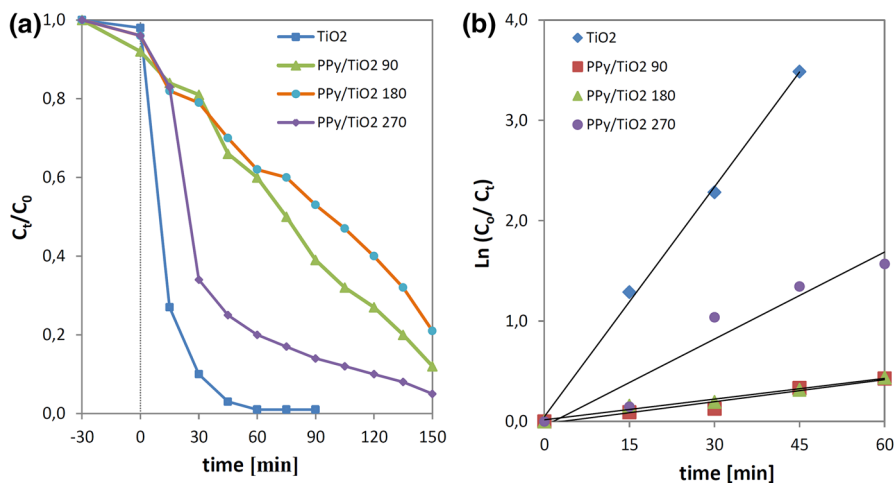 (a)
1,0
0,8
0,6
0,4
0,2
0,0
Ct/C0
-30 0 30 60 90 120 150
time [min]
TiO2
PPy/TiO2 90
PPy/TiO2 180
PPy/TiO2 270
(b)
4,0
3,0
2,0
1,0
0,0
Ln (Co/ Ct)
0 15 30 45 60
time [min]
TiO2
PPy/TiO2 90
PPy/TiO2 180
PPy/TiO2 270